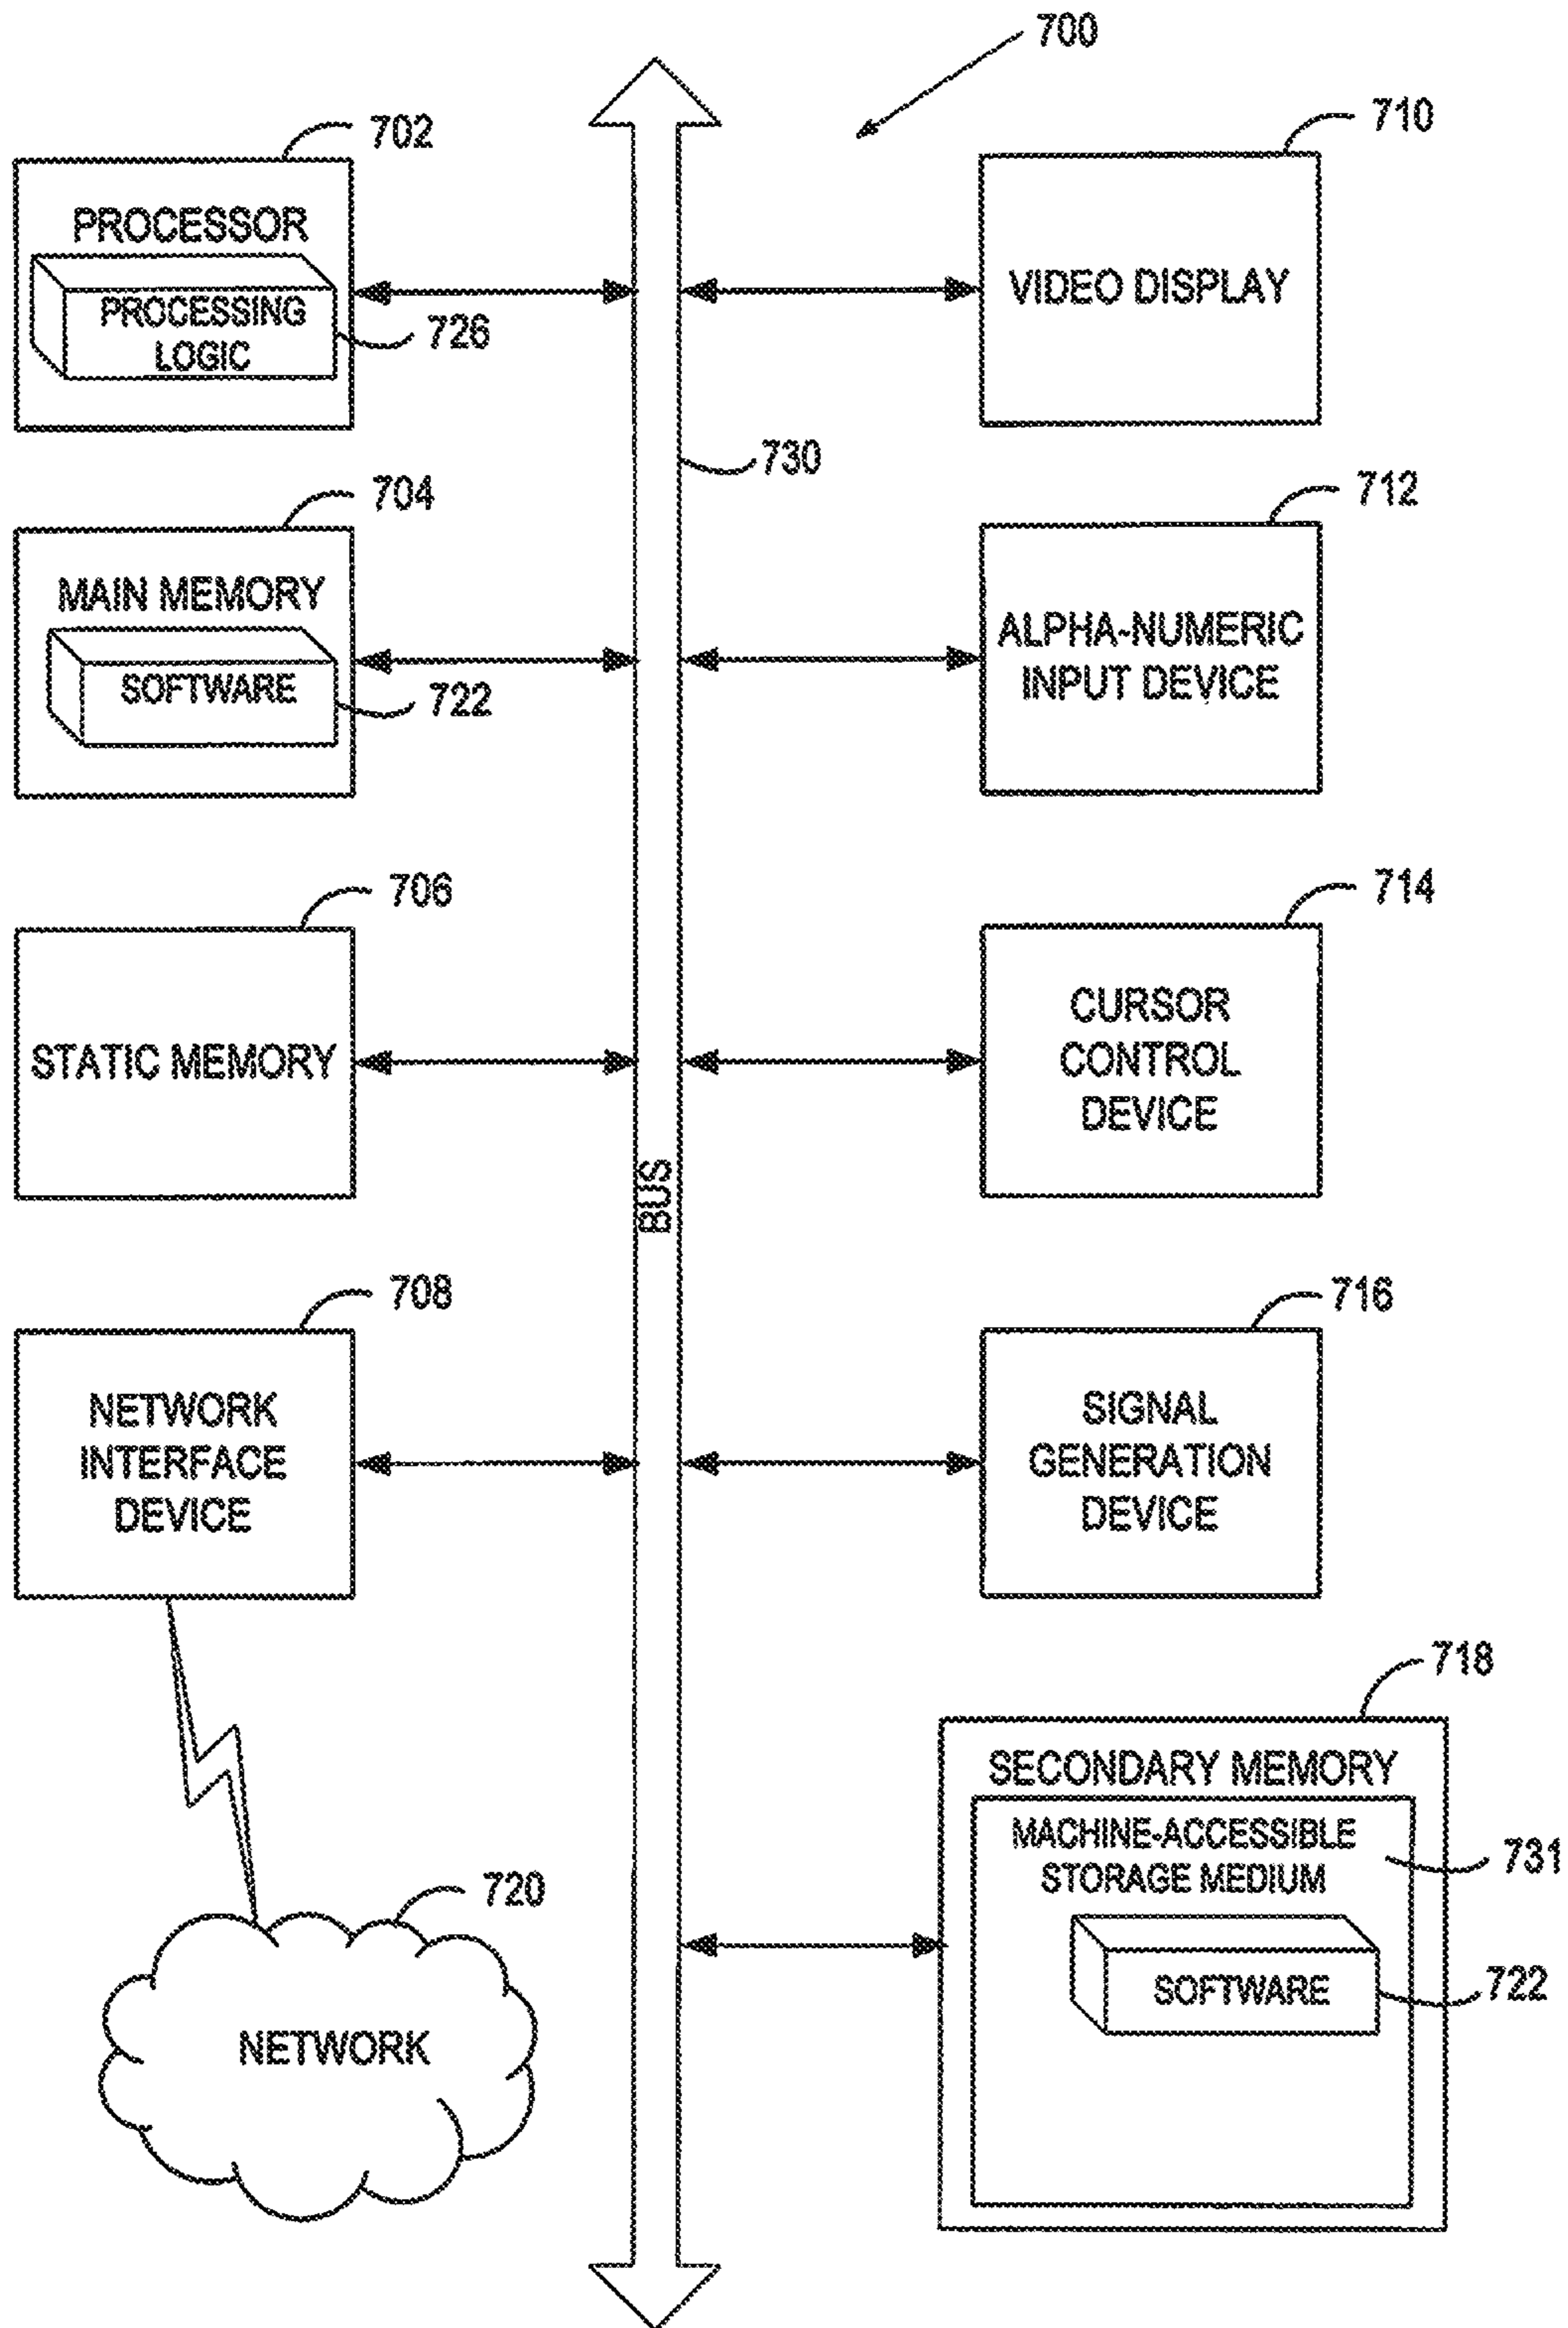 700
702
PROCESSOR
PROCESSING
LOGIC
726
710
VIDEO DISPLAY
730
704
MAIN MEMORY
SOFTWARE
722
712
ALPHA-NUMERIC
INPUT DEVICE
706
STATIC MEMORY
714
CURSOR
CONTROL
DEVICE
BUS
708
NETWORK
INTERFACE
DEVICE
716
SIGNAL
GENERATION
DEVICE
718
SECONDARY MEMORY
MACHINE-ACCESSIBLE
STORAGE MEDIUM
731
SOFTWARE
722
720
NETWORK